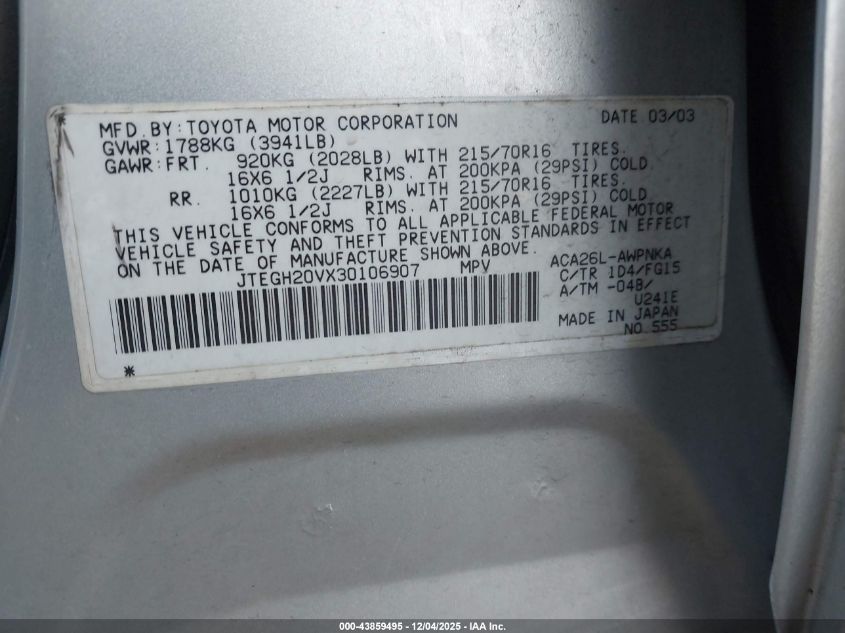 MFD. BY: TOYOTA MOTOR CORPORATION DATE 03/03
GVWR: 1788KG (3941LB)
GAWR: FRT. 920KG (2028LB) WITH 215/70R16 TIRES.
16X6 1/2J RIMS. AT 200KPA (29PSI) COLD.
RR. 1010KG (2227LB) WITH 215/70R16 TIRES.
16X6 1/2J RIMS. AT 200KPA (29PSI) COLD.
THIS VEHICLE CONFORMS TO ALL APPLICABLE FEDERAL MOTOR
VEHICLE SAFETY AND THEFT PREVENTION STANDARDS IN EFFECT
ON THE DATE OF MANUFACTURE SHOWN ABOVE.
JTEGH20VX30106907 MPV
ACA26L-AWPNKA
C/TR 1D4/FG15
A/TM -04B/
U241E
MADE IN JAPAN
NO. 555
*
000-43859495 - 12/04/2025 - IAA Inc.